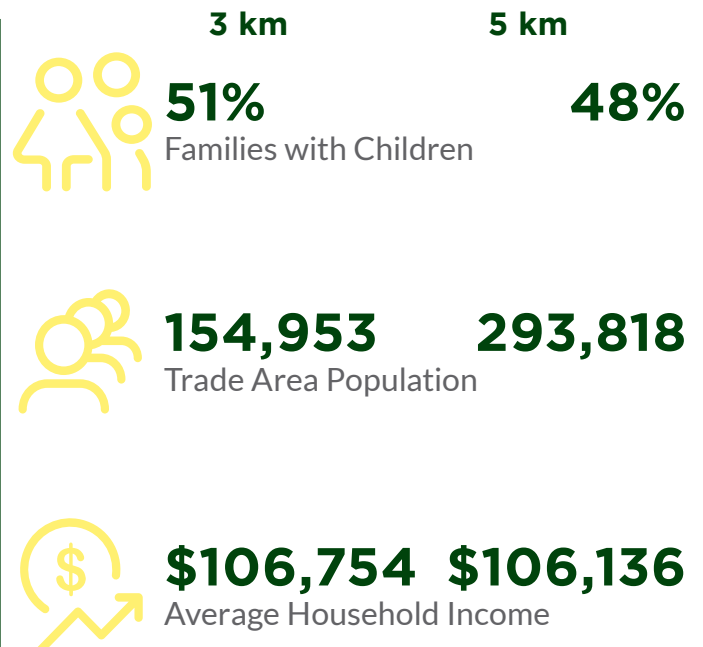 3 km 5 km
51% 48%
Families with Children
154,953 293,818
Trade Area Population
$
$106,754 $106,136
Average Household Income